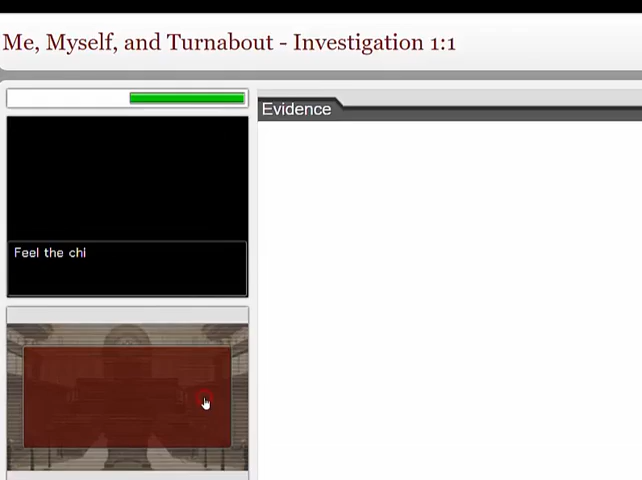 Me, Myself, and Turnabout - Investigation 1:1
Evidence
Feel the chi